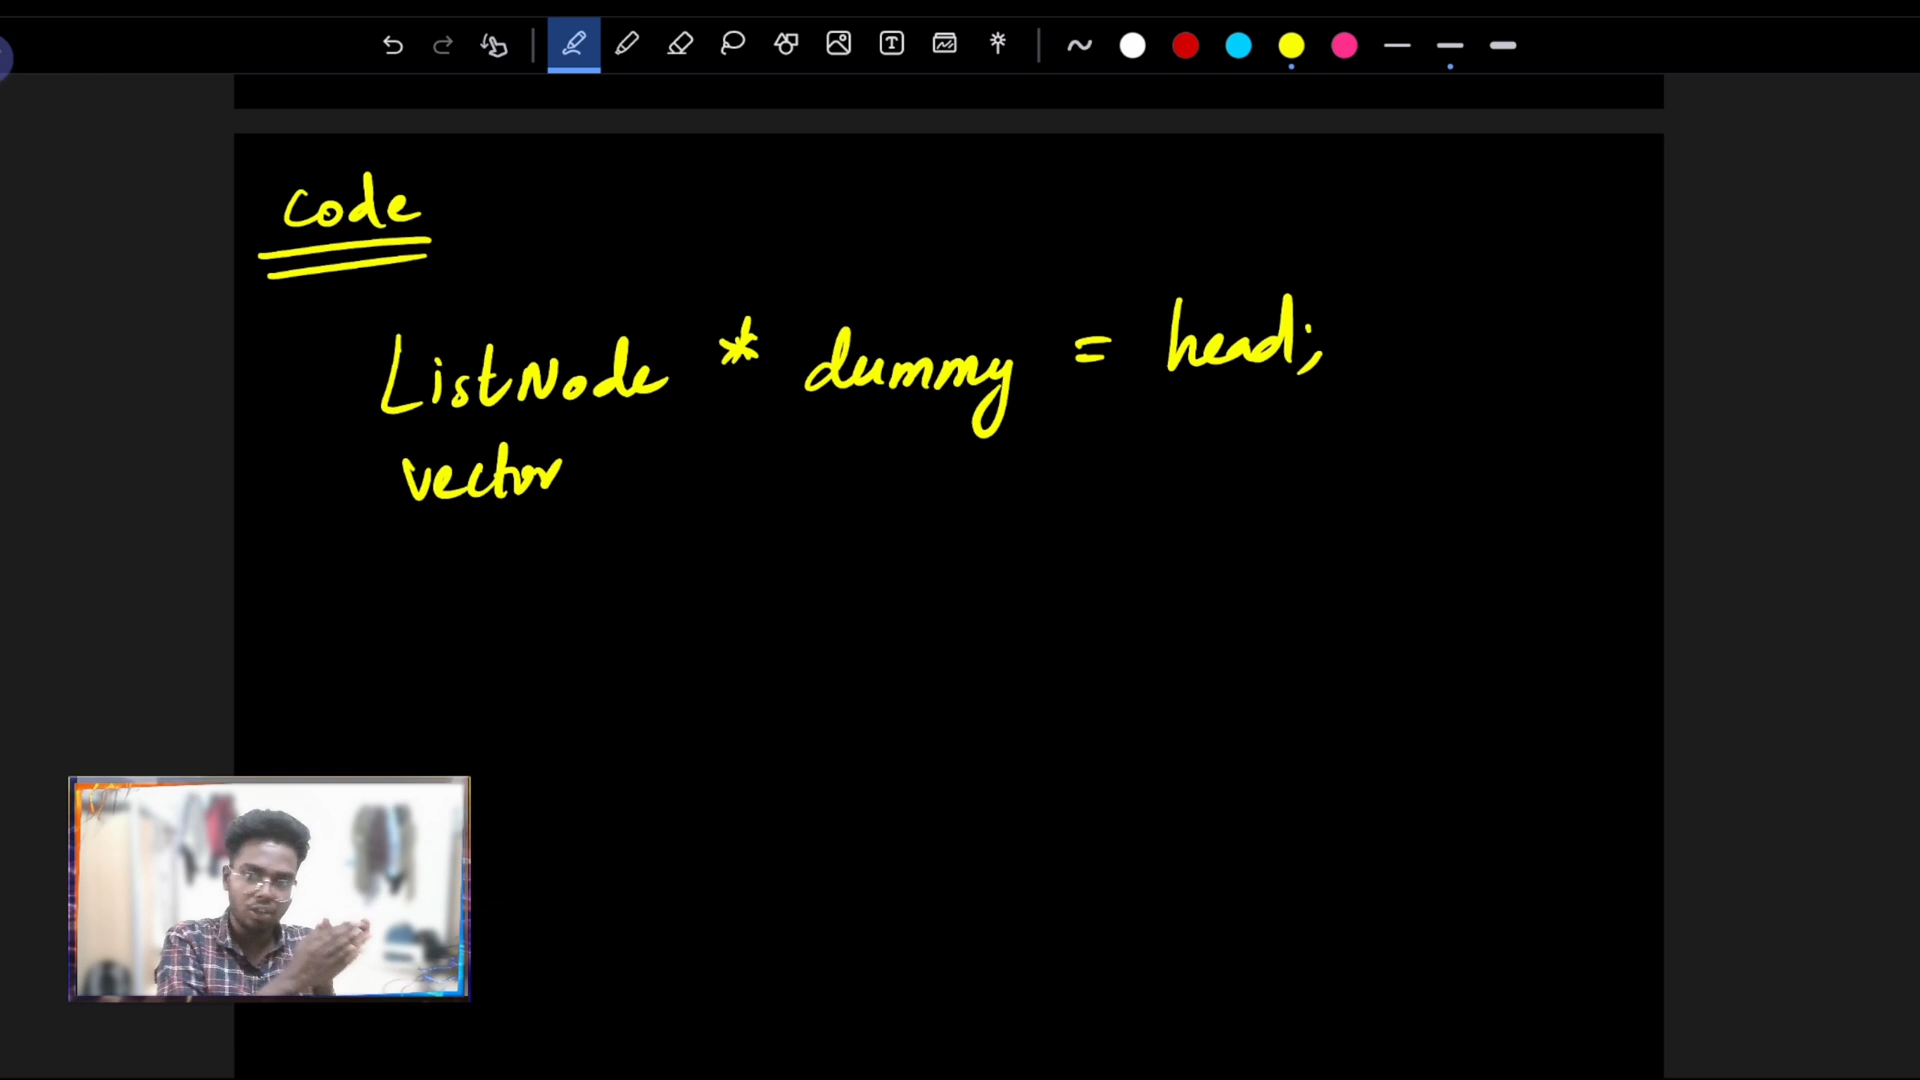 code
ListNode * dummy = head;
vector